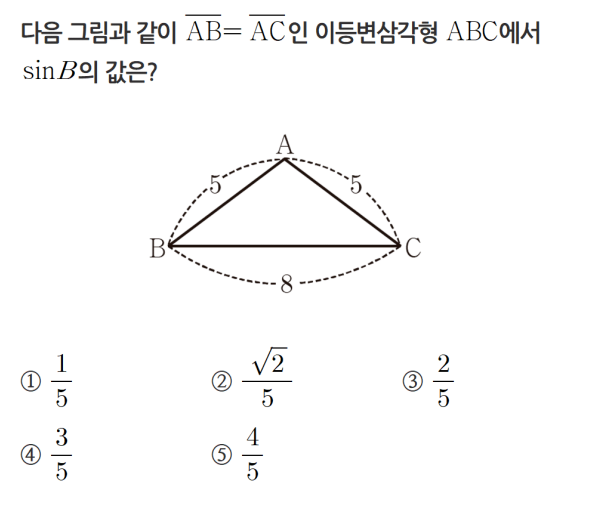 다음 그림과 같이 $\overline{AB}=\overline{AC}$인 이등변삼각형 ABC에서
sin$B$의 값은?
A
5 5
B C
8
① $\frac{1}{5}$ ② $\frac{\sqrt{2}}{5}$ ③ $\frac{2}{5}$
④ $\frac{3}{5}$ ⑤ $\frac{4}{5}$